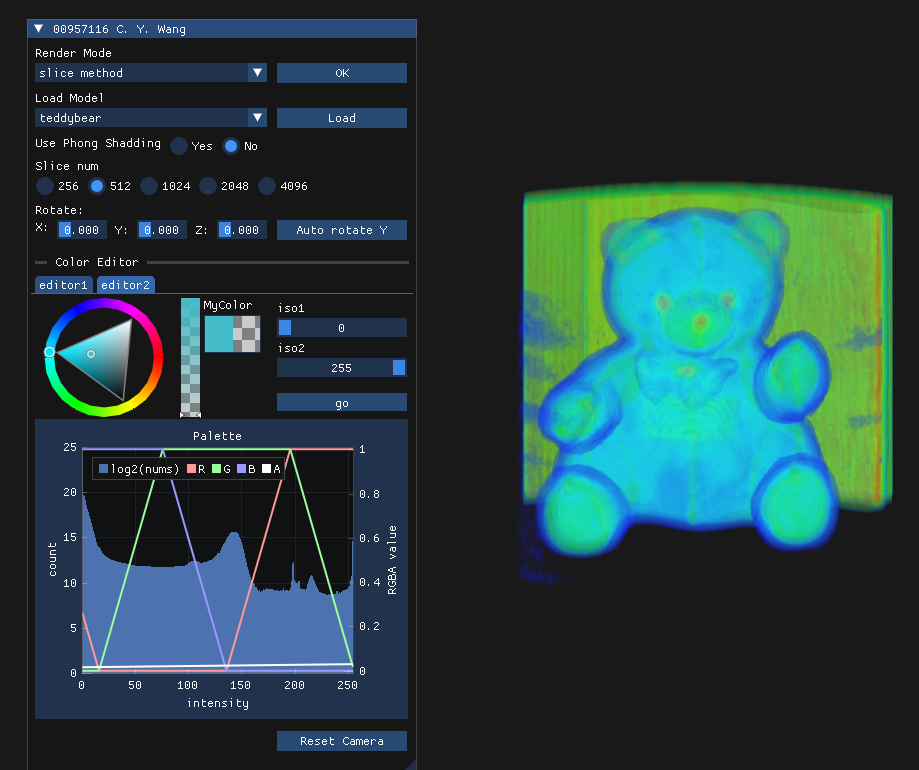 00957116 C. Y. Wang
Render Mode
slice method OK
Load Model
teddybear Load
Use Phong Shadding Yes No
Slice num
256 512 1024 2048 4096
Rotate:
X: 0.000 Y: 0.000 Z: 0.000 Auto rotate Y
Color Editor
editor1 editor2
MyColor
iso1
0
iso2
255
go
Palette
25 1
log2(nums) R G B A
20 0.8
15 0.6
10 0.4
5 0.2
0 0
count
RGBA value
0 50 100 150 200 250
intensity
Reset Camera